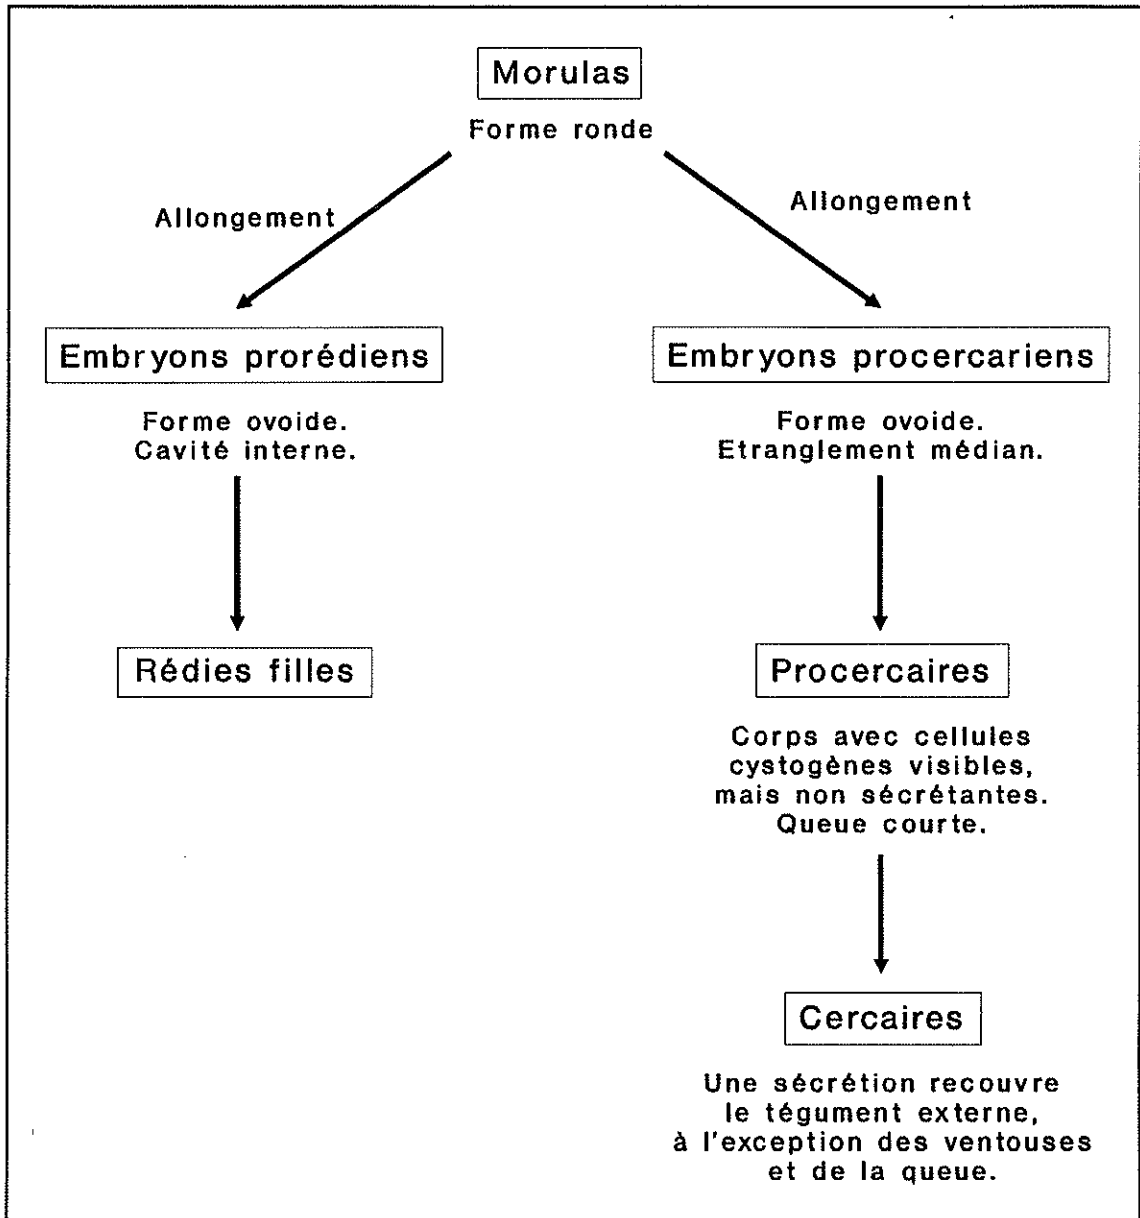 Morulas
Forme ronde
Allongement
Allongement
Embryons prorédiens
Forme ovoide.
Cavité interne.
Rédies filles
Embryons procercariens
Forme ovoide.
Etranglement médian.
Procercaires
Corps avec cellules
cystogènes visibles,
mais non sécrétantes.
Queue courte.
Cercaires
Une sécrétion recouvre
le tégument externe,
à l'exception des ventouses
et de la queue.